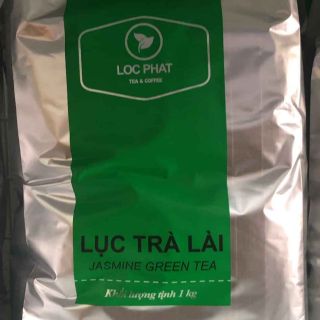 LOC PHAT
TEA & COFFEE
LỤC TRÀ LÀI
JASMINE GREEN TEA
Khối lượng tịnh 1 kg